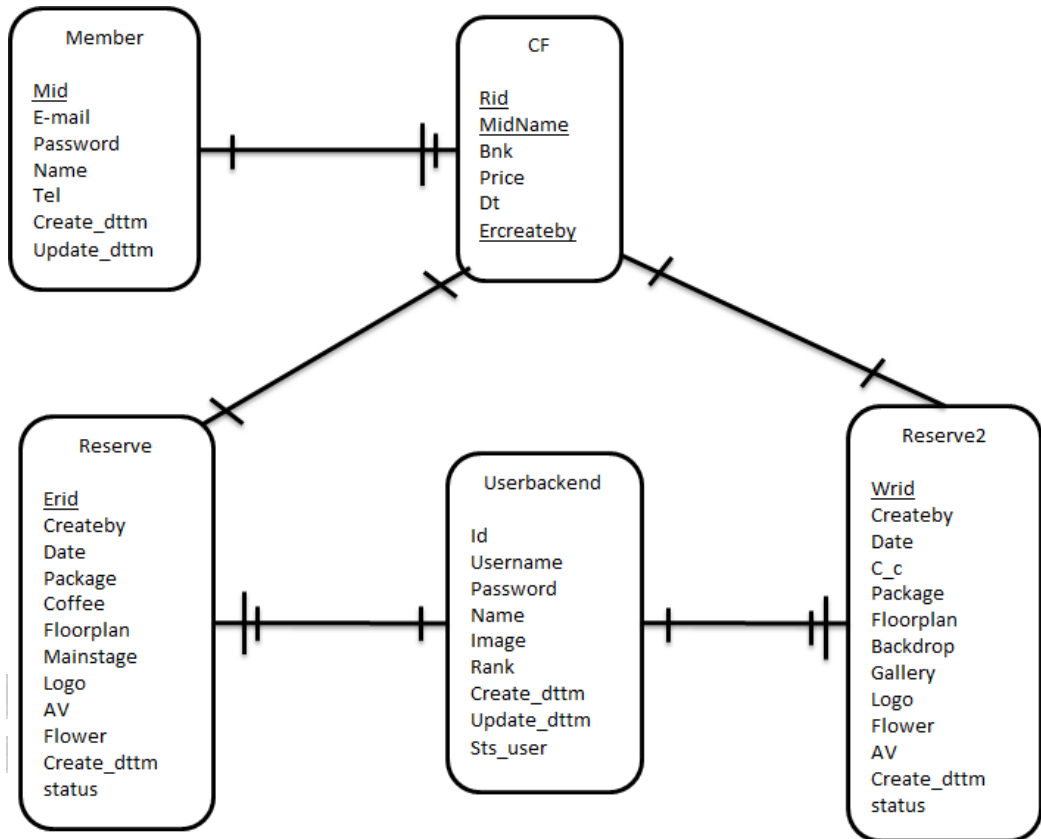 Member
Mid
E-mail
Password
Name
Tel
Create_dttm
Update_dttm
CF
Rid
MidName
Bnk
Price
Dt
Ercreateby
Reserve
Erid
Createby
Date
Package
Coffee
Floorplan
Mainstage
Logo
AV
Flower
Create_dttm
status
Userbackend
Id
Username
Password
Name
Image
Rank
Create_dttm
Update_dttm
Sts_user
Reserve2
Wrid
Createby
Date
C_c
Package
Floorplan
Backdrop
Gallery
Logo
Flower
AV
Create_dttm
status